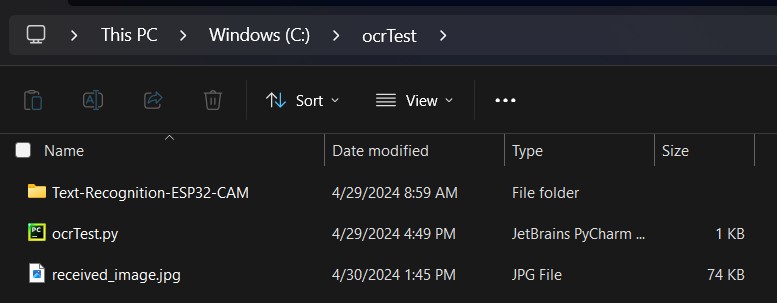 This PC > Windows (C:) > ocrTest >
Sort View ...
Name Date modified Type Size
Text-Recognition-ESP32-CAM 4/29/2024 8:59 AM File folder
PC ocrTest.py 4/29/2024 4:49 PM JetBrains PyCharm ... 1 KB
received_image.jpg 4/30/2024 1:45 PM JPG File 74 KB